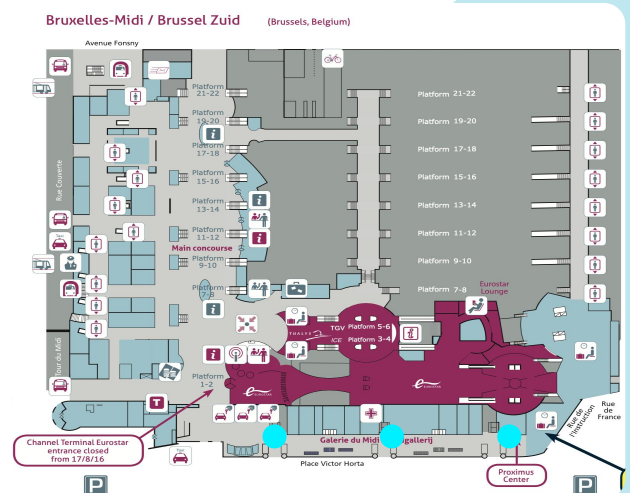 Bruxelles-Midi / Brussel Zuid (Brussels, Belgium)
Avenue Fonsny
Platform
21-22
Platform 21-22
Platform
19-20
Platform 19-20
Platform
17-18
Platform 17-18
Rue Couverte
Platform
15-16
Platform 15-16
Platform
13-14
Platform 13-14
Platform
11-12
Platform 11-12
Taxi
Main concourse
Platform
9-10
Platform 9-10
Platform
7-8
Platform 7-8
Eurostar
Lounge
THALYS
TGV Platform 5-6
ICE Platform 3-4
Tour du Midi
Platform
1-2
EUROSTAR
EUROSTAR
EUROSTAR
T
Rue
de
France
Rue de
l'Instruction
Channel Terminal Eurostar
entrance closed
from 17/8/16
Galerie du Midi
Taxi
Place Victor Horta
Proximus
Center
P
P